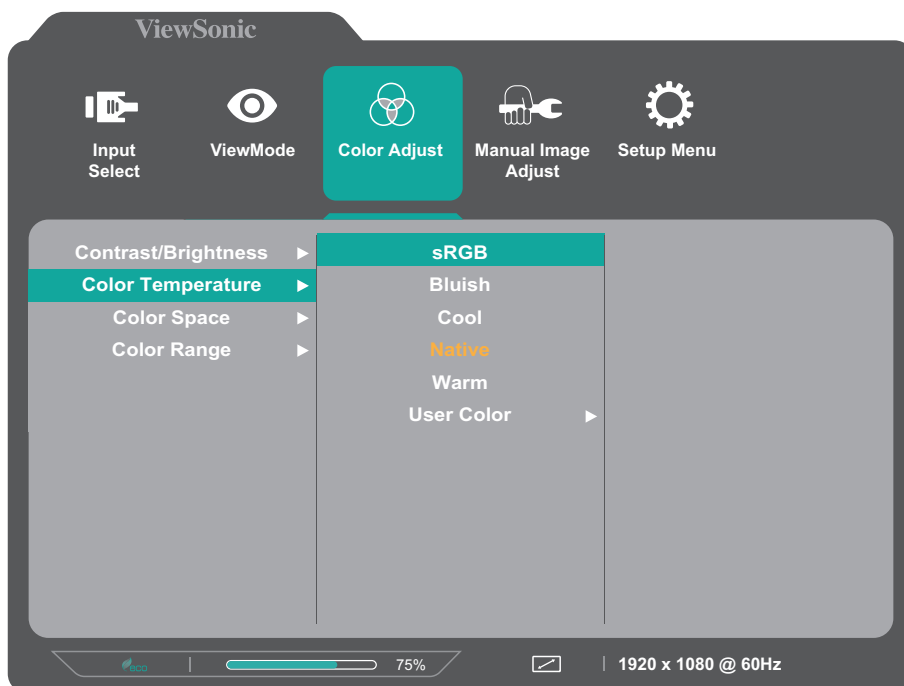 ViewSonic
Input
Select
ViewMode
Color Adjust
Manual Image
Adjust
Setup Menu
Contrast/Brightness
Color Temperature
Color Space
Color Range
sRGB
Bluish
Cool
Native
Warm
User Color
eco
75%
1920 x 1080 @ 60Hz